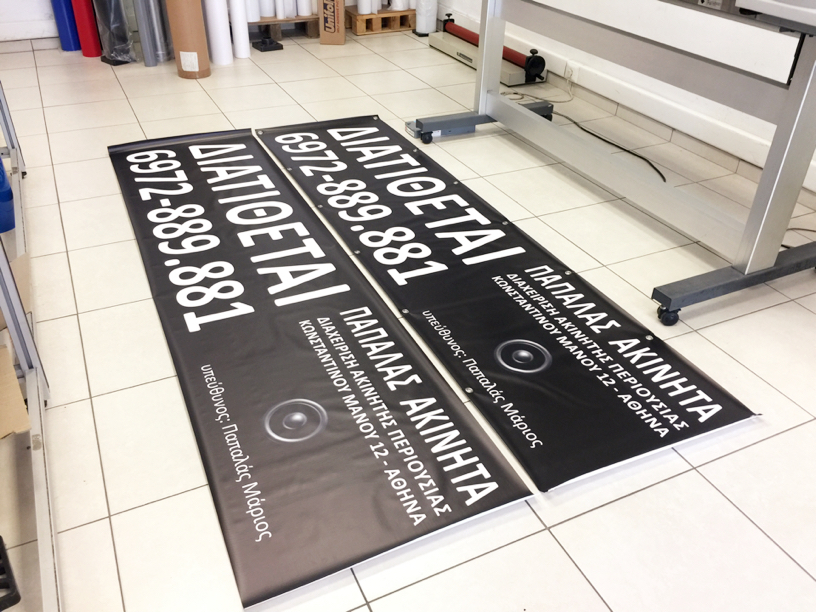 ΔΙΑΤΙΘΕΤΑΙ
6972-889.881
ΠΑΠΑΛΑΣ ΑΚΙΝΗΤΑ
ΔΙΑΧΕΙΡΙΣΗ ΑΚΙΝΗΤΗΣ ΠΕΡΙΟΥΣΙΑΣ
ΚΩΝΣΤΑΝΤΙΝΟΥ ΜΑΝΟΥ 12 - ΑΘΗΝΑ
υπεύθυνος: Παπαλάς Μάριος
ΔΙΑΤΙΘΕΤΑΙ
6972-889.881
ΠΑΠΑΛΑΣ ΑΚΙΝΗΤΑ
ΔΙΑΧΕΙΡΙΣΗ ΑΚΙΝΗΤΗΣ ΠΕΡΙΟΥΣΙΑΣ
ΚΩΝΣΤΑΝΤΙΝΟΥ ΜΑΝΟΥ 12 - ΑΘΗΝΑ
υπεύθυνος: Παπαλάς Μάριος